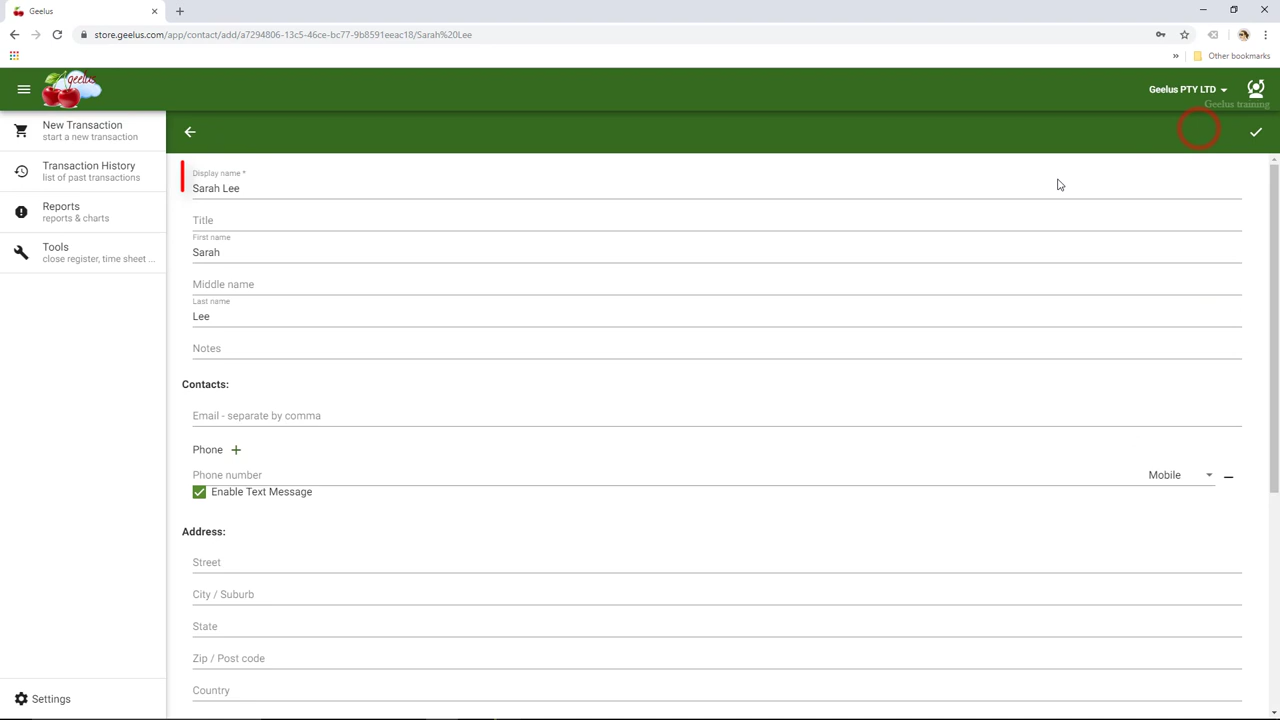 Geelus
store.geelus.com/app/contact/add/a7294806-13c5-46ce-bc77-9b8591eeac18/Sarah%20Lee
Other bookmarks
geelus
Geelus PTY LTD
Geelus training
New Transaction
start a new transaction
Transaction History
list of past transactions
Reports
reports & charts
Tools
close register, time sheet ...
Settings
Display name *
Sarah Lee
Title
First name
Sarah
Middle name
Last name
Lee
Notes
Contacts:
Email - separate by comma
Phone +
Phone number
Mobile
Enable Text Message
Address:
Street
City / Suburb
State
Zip / Post code
Country